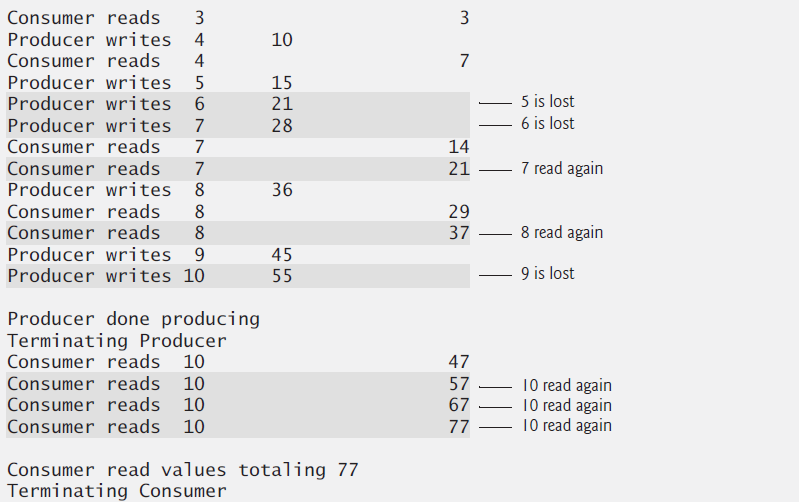 Consumer reads 3 3
Producer writes 4 10
Consumer reads 4 7
Producer writes 5 15
Producer writes 6 21 5 is lost
Producer writes 7 28 6 is lost
Consumer reads 7 14
Consumer reads 7 21 7 read again
Producer writes 8 36
Consumer reads 8 29
Consumer reads 8 37 8 read again
Producer writes 9 45
Producer writes 10 55 9 is lost
Producer done producing
Terminating Producer
Consumer reads 10 47
Consumer reads 10 57 10 read again
Consumer reads 10 67 10 read again
Consumer reads 10 77 10 read again
Consumer read values totaling 77
Terminating Consumer